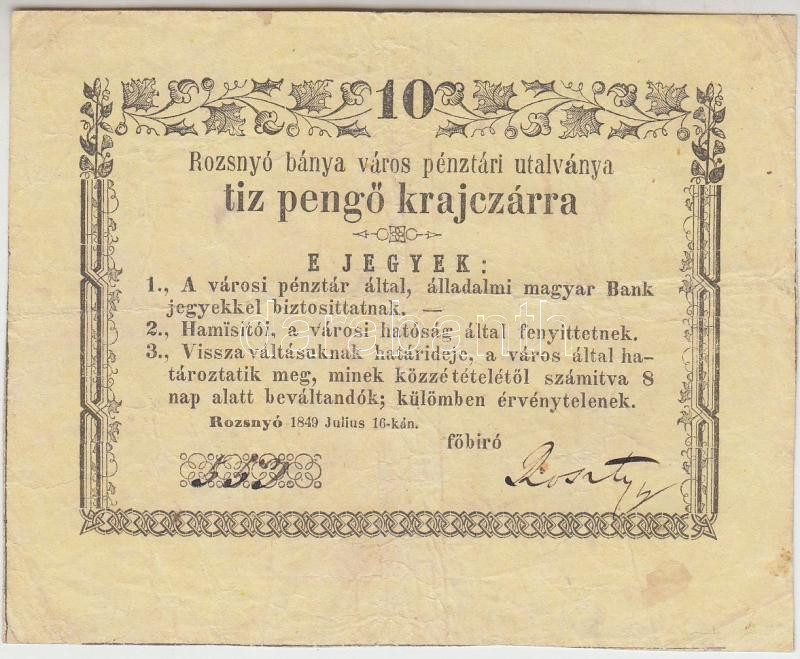 10
Rozsnyó bánya város pénztári utalványa
tiz pengő krajczárra
E JEGYEK:
1., A városi pénztár által, álladalmi magyar Bank
jegyekkel biztosittatnak. —
2., Hamïsitói, a városi hatóság által fenyittetnek.
3., Vissza váltásuknak határideje, a város által ha-
tároztatik meg, minek közzétételétől számitva 8
nap alatt beváltandók; külömben érvénytelenek.
Rozsnyó 1849 Julius 16-kán.
főbiró
darabanth